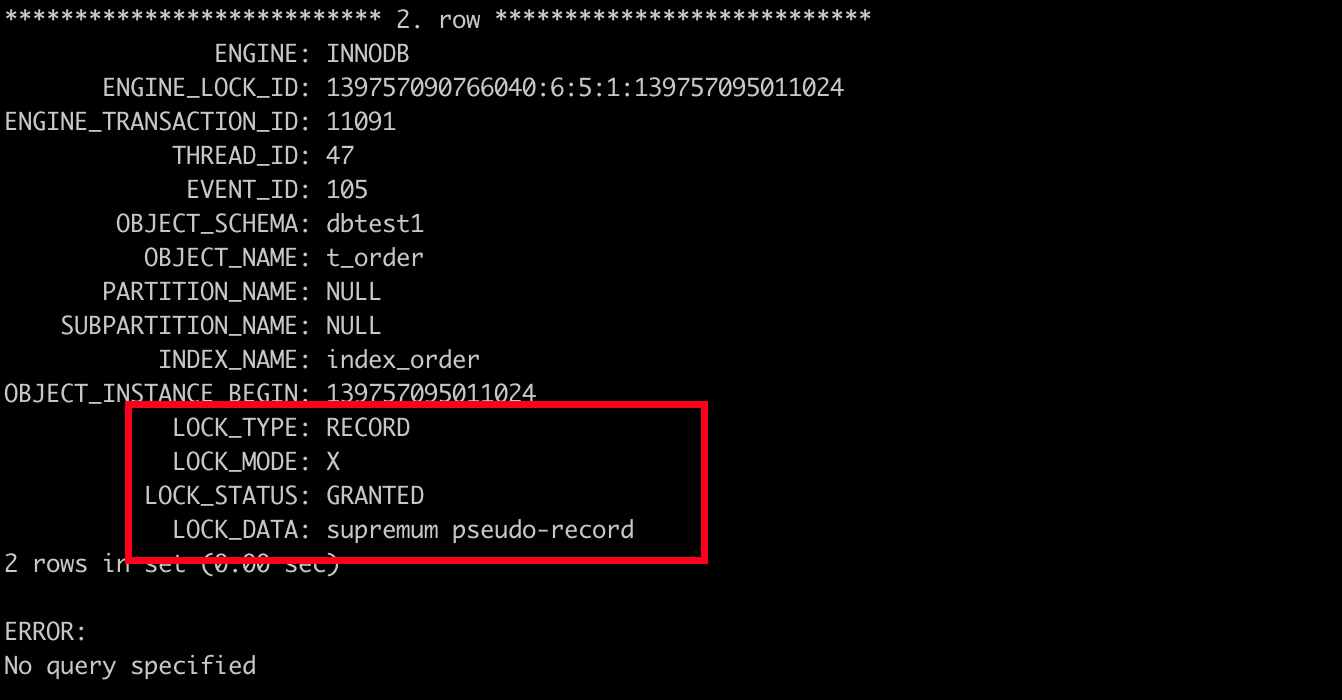 *************************** 2. row ***************************
ENGINE: INNODB
ENGINE_LOCK_ID: 139757090766040:6:5:1:139757095011024
ENGINE_TRANSACTION_ID: 11091
THREAD_ID: 47
EVENT_ID: 105
OBJECT_SCHEMA: dbtest1
OBJECT_NAME: t_order
PARTITION_NAME: NULL
SUBPARTITION_NAME: NULL
INDEX_NAME: index_order
OBJECT_INSTANCE_BEGIN: 139757095011024
LOCK_TYPE: RECORD
LOCK_MODE: X
LOCK_STATUS: GRANTED
LOCK_DATA: supremum pseudo-record
2 rows in set (0.00 sec)
ERROR:
No query specified